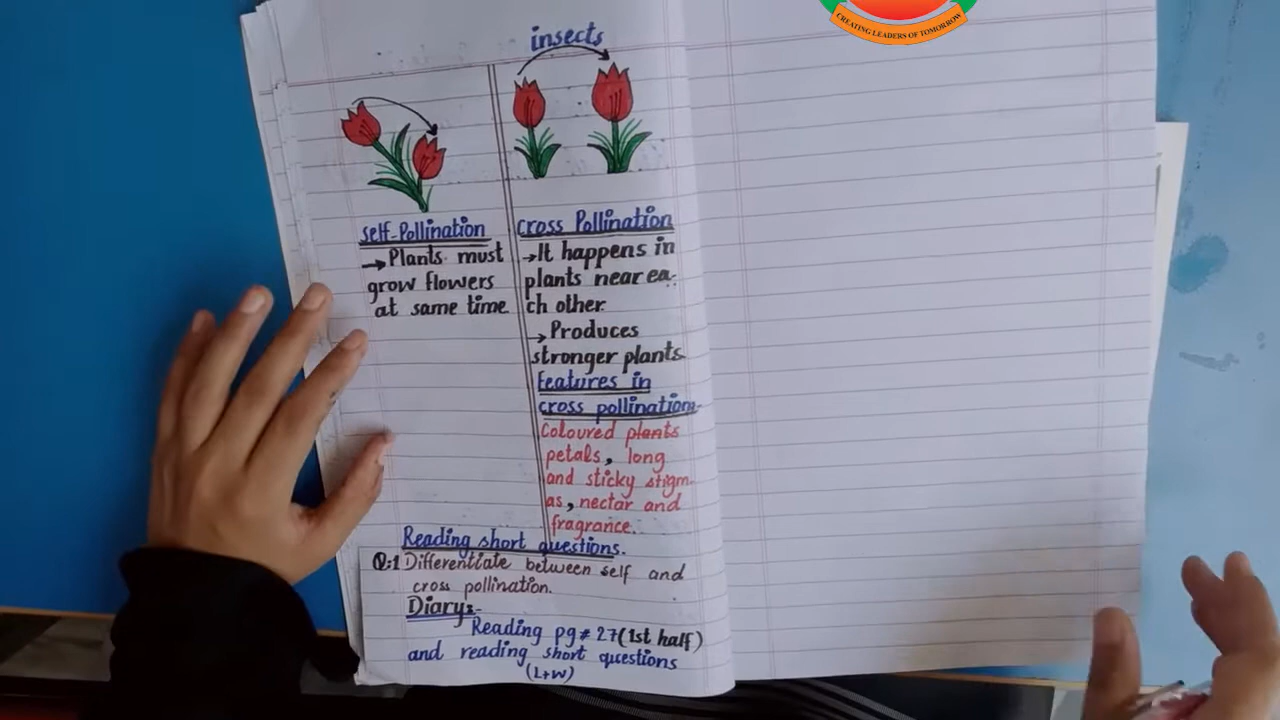 CREATING LEADERS OF TOMORROW
insects
self-Pollination
→Plants must
grow flowers
at same time
Cross Pollination
→It happens in
plants near ea-
ch other.
→Produces
stronger plants
Features in
cross pollination:-
Coloured plants
petals, long
and sticky stigm-
as, nectar and
fragrance.
Reading short questions.
Q:1 Differentiate between self and
cross pollination.
Diary:-
Reading pg# 27(1st half)
and reading short questions
(L+W)